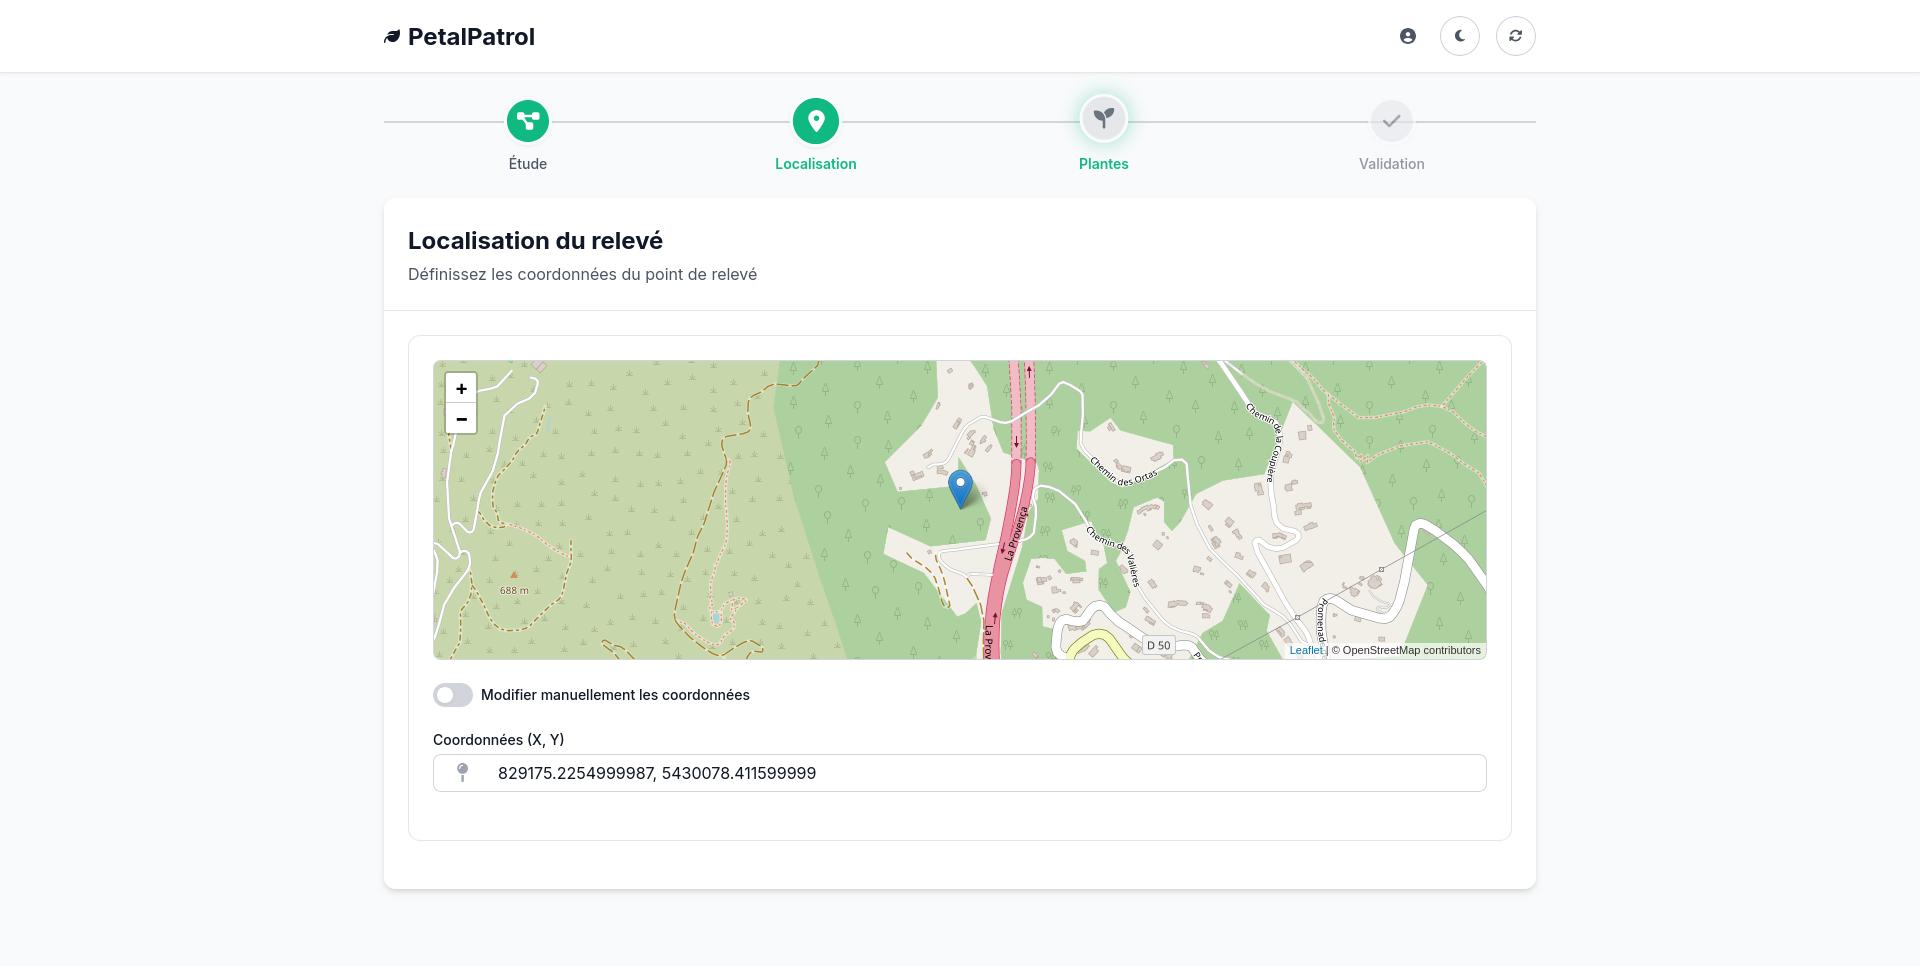 PetalPatrol
Étude
Localisation
Plantes
Validation
Localisation du relevé
Définissez les coordonnées du point de relevé
+
−
Chemin de la Coupière
Chemin des Ortas
La Provença
Chemin des Vallères
688 m
La Prov
D 50
Promenad
Pr
Leaflet | © OpenStreetMap contributors
Modifier manuellement les coordonnées
Coordonnées (X, Y)
829175.2254999987, 5430078.411599999